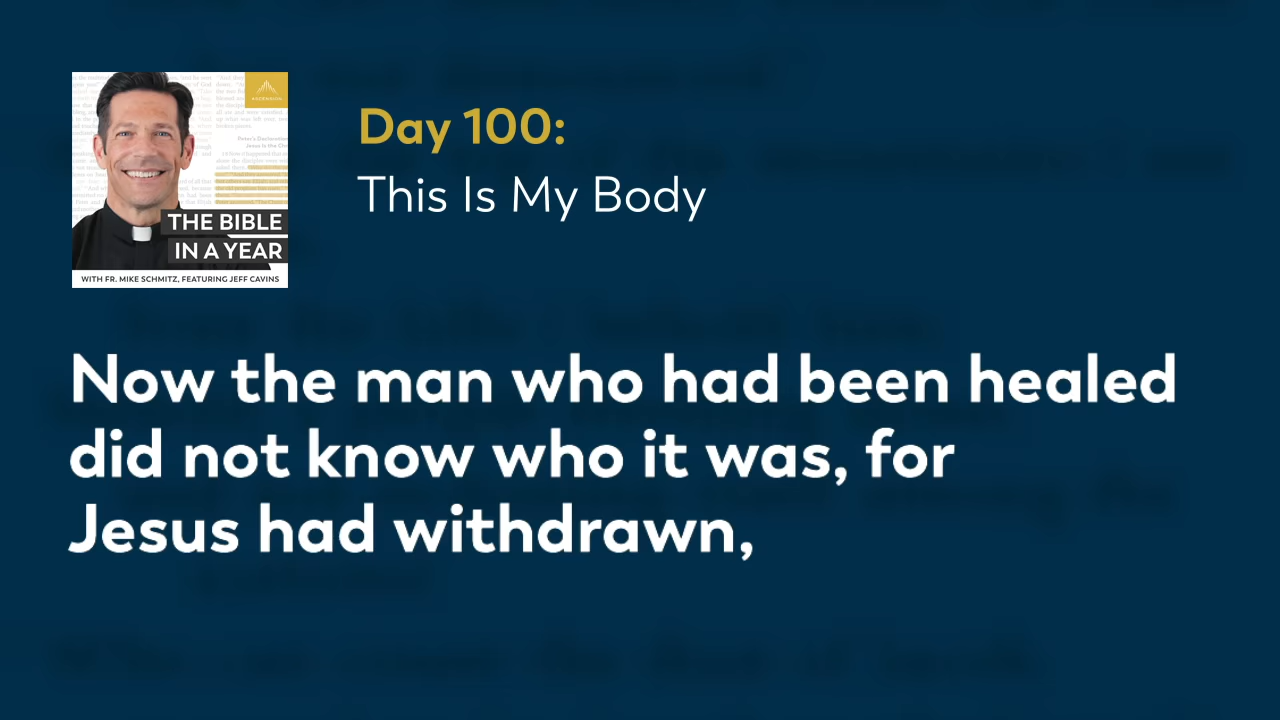 Day 100:
This Is My Body
ASCENSION
THE BIBLE
IN A YEAR
WITH FR. MIKE SCHMITZ, FEATURING JEFF CAVINS
Now the man who had been healed
did not know who it was, for
Jesus had withdrawn,